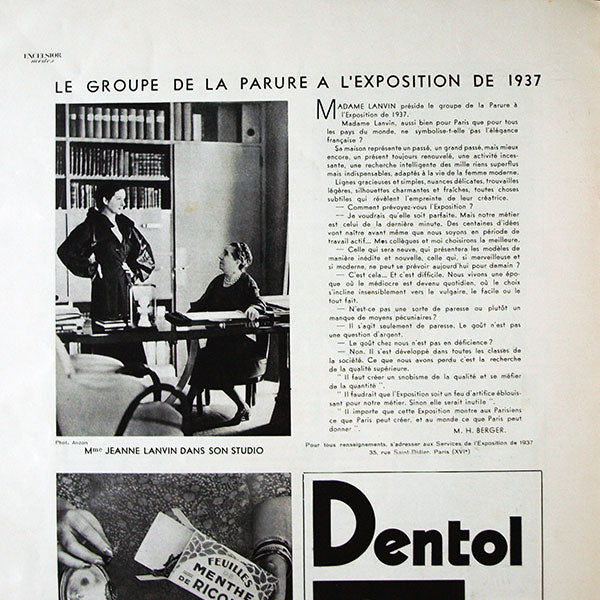 EXCELSIOR
modes
LE GROUPE DE LA PARURE A L'EXPOSITION DE 1937
MADAME LANVIN préside le groupe de la Parure à
l'Exposition de 1937.
Madame Lanvin, aussi bien pour Paris que pour tous
les pays du monde, ne symbolise-t-elle pas l'élégance
française ?
Sa maison représente un passé, un grand passé, mais mieux
encore, un présent toujours renouvelé, une activité inces-
sante, une recherche intelligente des mille riens superflus
mais indispensables, adaptés à la vie de la femme moderne.
Lignes gracieuses et simples, nuances délicates, trouvailles
légères, silhouettes charmantes et fraîches, toutes choses
subtiles qui révèlent l'empreinte de leur créatrice.
— Comment prévoyez-vous l'Exposition ?
— Je voudrais qu'elle soit parfaite. Mais notre métier
est celui de la dernière minute. Des centaines d'idées
vont naître avant même que nous soyons en période de
travail actif... Mes collègues et moi choisirons la meilleure.
— Celle qui sera neuve, qui présentera les modèles de
manière inédite et nouvelle, celle qui, si merveilleuse et
si moderne, ne peut se prévoir aujourd'hui pour demain ?
— C'est cela... Et c'est difficile. Nous vivons une épo-
que où le médiocre est devenu quotidien, où le choix
s'incline insensiblement vers le vulgaire, le facile ou le
tout fait.
— N'est-ce pas une sorte de paresse ou plutôt un
manque de moyens pécuniaires ?
— Il s'agit seulement de paresse. Le goût n'est pas
une question d'argent.
— Le goût chez nous n'est pas en déficience ?
— Non. Il s'est développé dans toutes les classes de
la société. Ce que nous avons perdu c'est la recherche
de la qualité supérieure.
" Il faut créer un snobisme de la qualité et se méfier
de la quantité ".
" Il faudrait que l'Exposition soit un feu d'artifice éblouis-
sant pour notre métier. Sinon elle serait inutile ".
" Il importe que cette Exposition montre aux Parisiens
ce que Paris peut créer, et au monde ce que Paris peut
donner ".
M. H. BERGER.
Pour tous renseignements, s'adresser aux Services de l'Exposition de 1937
35, rue Saint-Didier, Paris (XVIe)
Phot. Anzon
Mme JEANNE LANVIN DANS SON STUDIO
FEUILLES
DE
MENTHE
DE RICO
Dentol